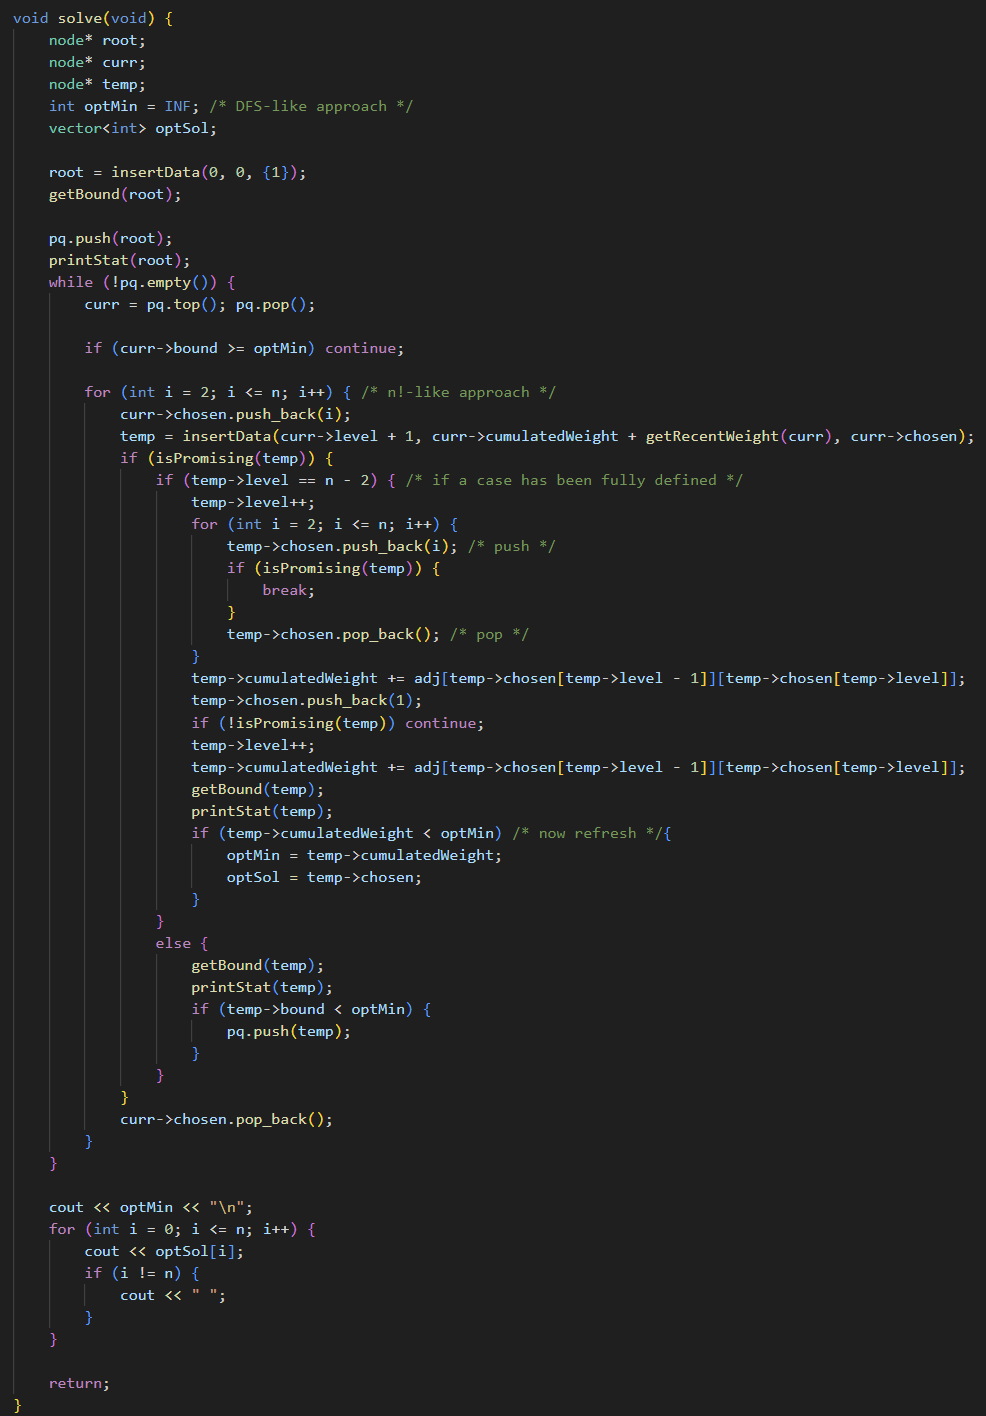 void solve(void) {
    node* root;
    node* curr;
    node* temp;
    int optMin = INF; /* DFS-like approach */
    vector<int> optSol;

    root = insertData(0, 0, {1});
    getBound(root);

    pq.push(root);
    printStat(root);
    while (!pq.empty()) {
        curr = pq.top(); pq.pop();

        if (curr->bound >= optMin) continue;

        for (int i = 2; i <= n; i++) { /* n!-like approach */
            curr->chosen.push_back(i);
            temp = insertData(curr->level + 1, curr->cumulatedWeight + getRecentWeight(curr), curr->chosen);
            if (isPromising(temp)) {
                if (temp->level == n - 2) { /* if a case has been fully defined */
                    temp->level++;
                    for (int i = 2; i <= n; i++) {
                        temp->chosen.push_back(i); /* push */
                        if (isPromising(temp)) {
                            break;
                        }
                        temp->chosen.pop_back(); /* pop */
                    }
                    temp->cumulatedWeight += adj[temp->chosen[temp->level - 1]][temp->chosen[temp->level]];
                    temp->chosen.push_back(1);
                    if (!isPromising(temp)) continue;
                    temp->level++;
                    temp->cumulatedWeight += adj[temp->chosen[temp->level - 1]][temp->chosen[temp->level]];
                    getBound(temp);
                    printStat(temp);
                    if (temp->cumulatedWeight < optMin) /* now refresh */{
                        optMin = temp->cumulatedWeight;
                        optSol = temp->chosen;
                    }
                }
                else {
                    getBound(temp);
                    printStat(temp);
                    if (temp->bound < optMin) {
                        pq.push(temp);
                    }
                }
            }
            curr->chosen.pop_back();
        }
    }

    cout << optMin << "\n";
    for (int i = 0; i <= n; i++) {
        cout << optSol[i];
        if (i != n) {
            cout << " ";
        }
    }

    return;
}